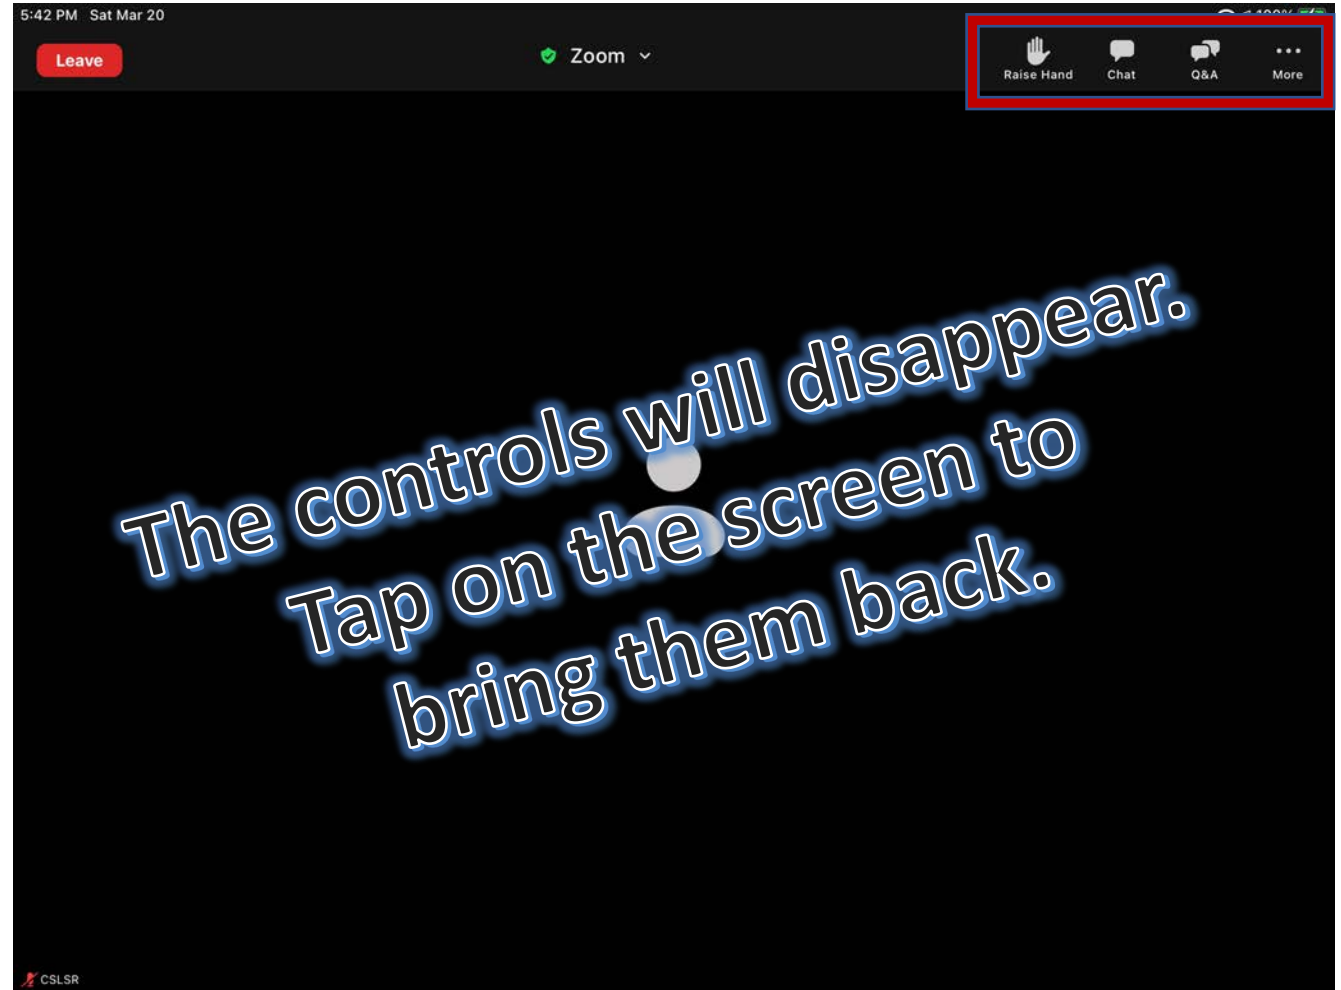 5:42 PM Sat Mar 20
100%
Leave
Zoom
Raise Hand Chat Q&A More
The controls will disappear.
Tap on the screen to
bring them back.
CSLSR